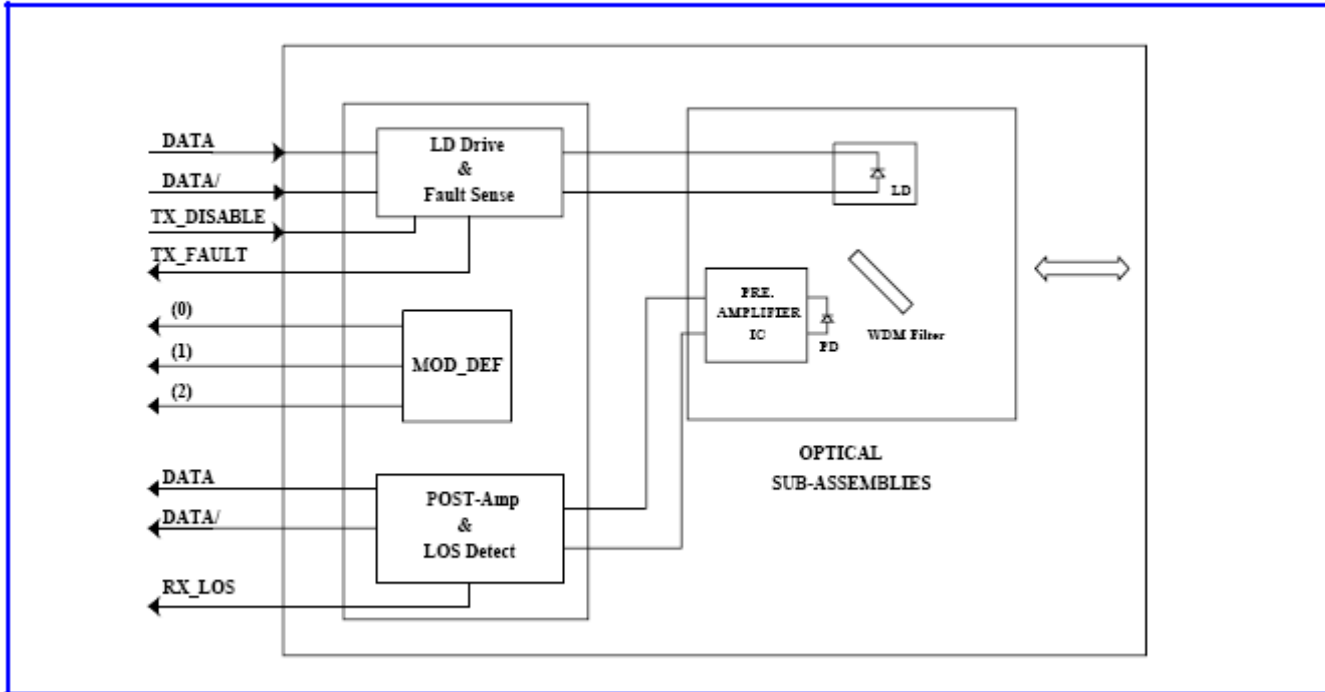 DATA
DATA/
TX_DISABLE
TX_FAULT
(0)
(1)
(2)
DATA
DATA/
RX_LOS
LD Drive
&
Fault Sense
MOD_DEF
POST-Amp
&
LOS Detect
LD
PRE.
AMPLIFIER
IC
PD
WDM Filter
OPTICAL
SUB-ASSEMBLIES